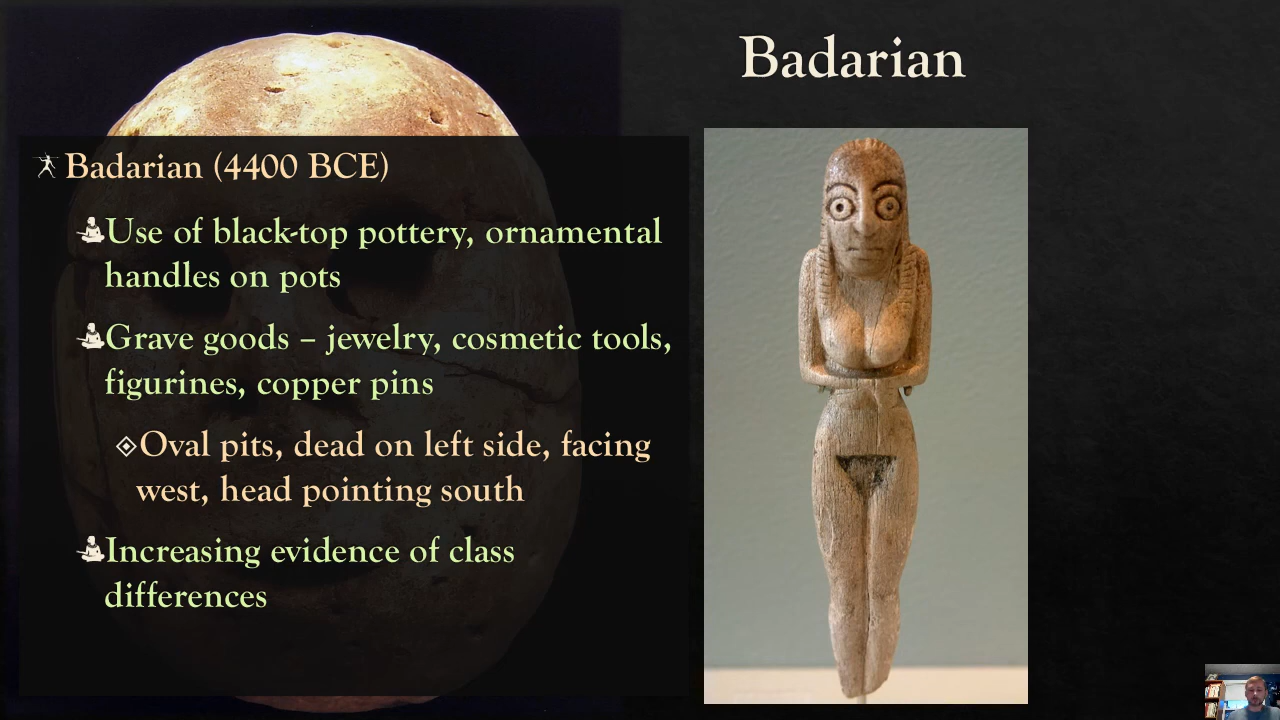 Badarian
Badarian (4400 BCE)
Use of black-top pottery, ornamental
handles on pots
Grave goods – jewelry, cosmetic tools,
figurines, copper pins
Oval pits, dead on left side, facing
west, head pointing south
Increasing evidence of class
differences